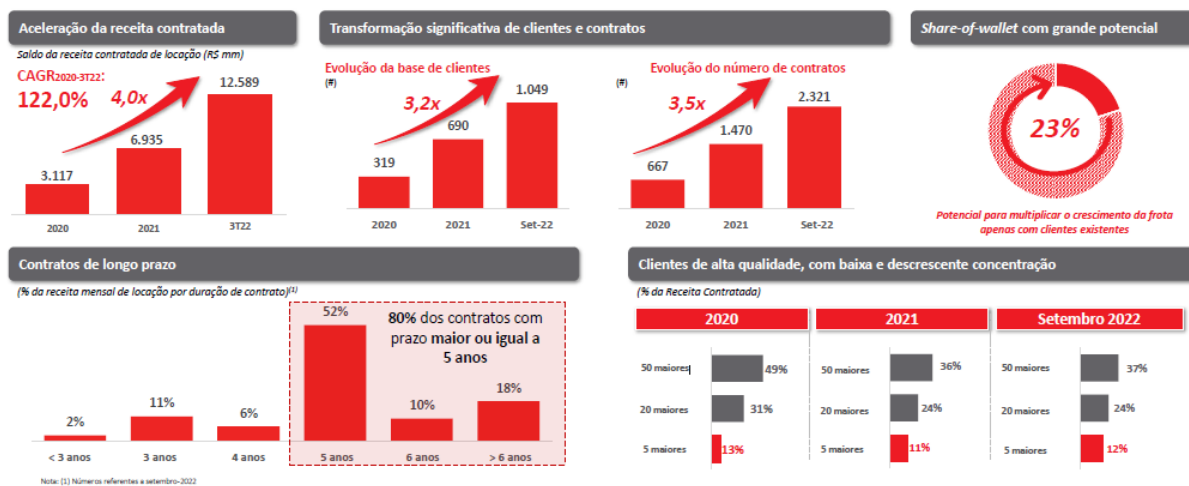 Aceleração da receita contratada
Saldo da receita contratada de locação (R$ mm)
CAGR2020-3T22:
122,0%
4,0x
12.589
6.935
3.117
2020
2021
3T22
Transformação significativa de clientes e contratos
Evolução da base de clientes
(#)
3,2x
1.049
690
319
2020
2021
Set-22
Evolução do número de contratos
(#)
3,5x
2.321
1.470
667
2020
2021
Set-22
Share-of-wallet com grande potencial
23%
Potencial para multiplicar o crescimento da frota
apenas com clientes existentes
Contratos de longo prazo
(% da receita mensal de locação por duração de contrato)(1)
2%
11%
6%
52%
10%
18%
80% dos contratos com
prazo maior ou igual a
5 anos
< 3 anos
3 anos
4 anos
5 anos
6 anos
> 6 anos
Nota: (1) Números referentes a setembro-2022
Clientes de alta qualidade, com baixa e descrescente concentração
(% da Receita Contratada)
2020
50 maiores
49%
20 maiores
31%
5 maiores
13%
2021
50 maiores
36%
20 maiores
24%
5 maiores
11%
Setembro 2022
50 maiores
37%
20 maiores
24%
5 maiores
12%